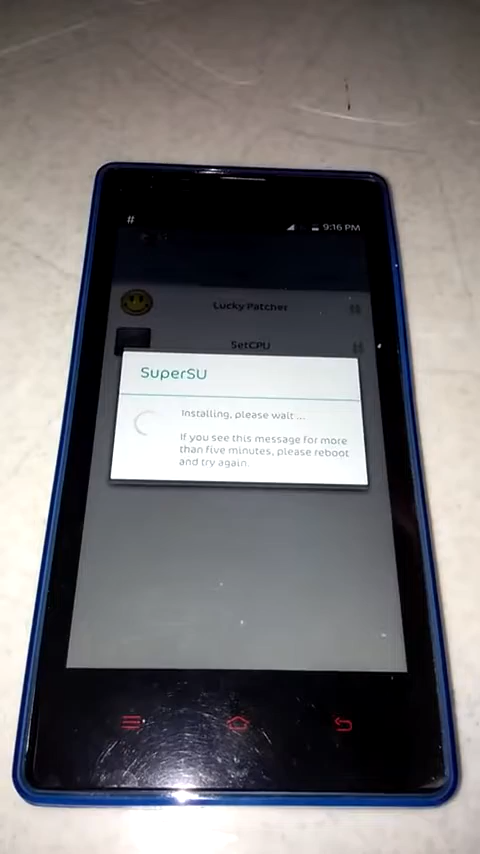 #
9:16 PM
Lucky Patcher
#
SetCPU
#
SuperSU
Installing, please wait ...
If you see this message for more
than five minutes, please reboot
and try again.